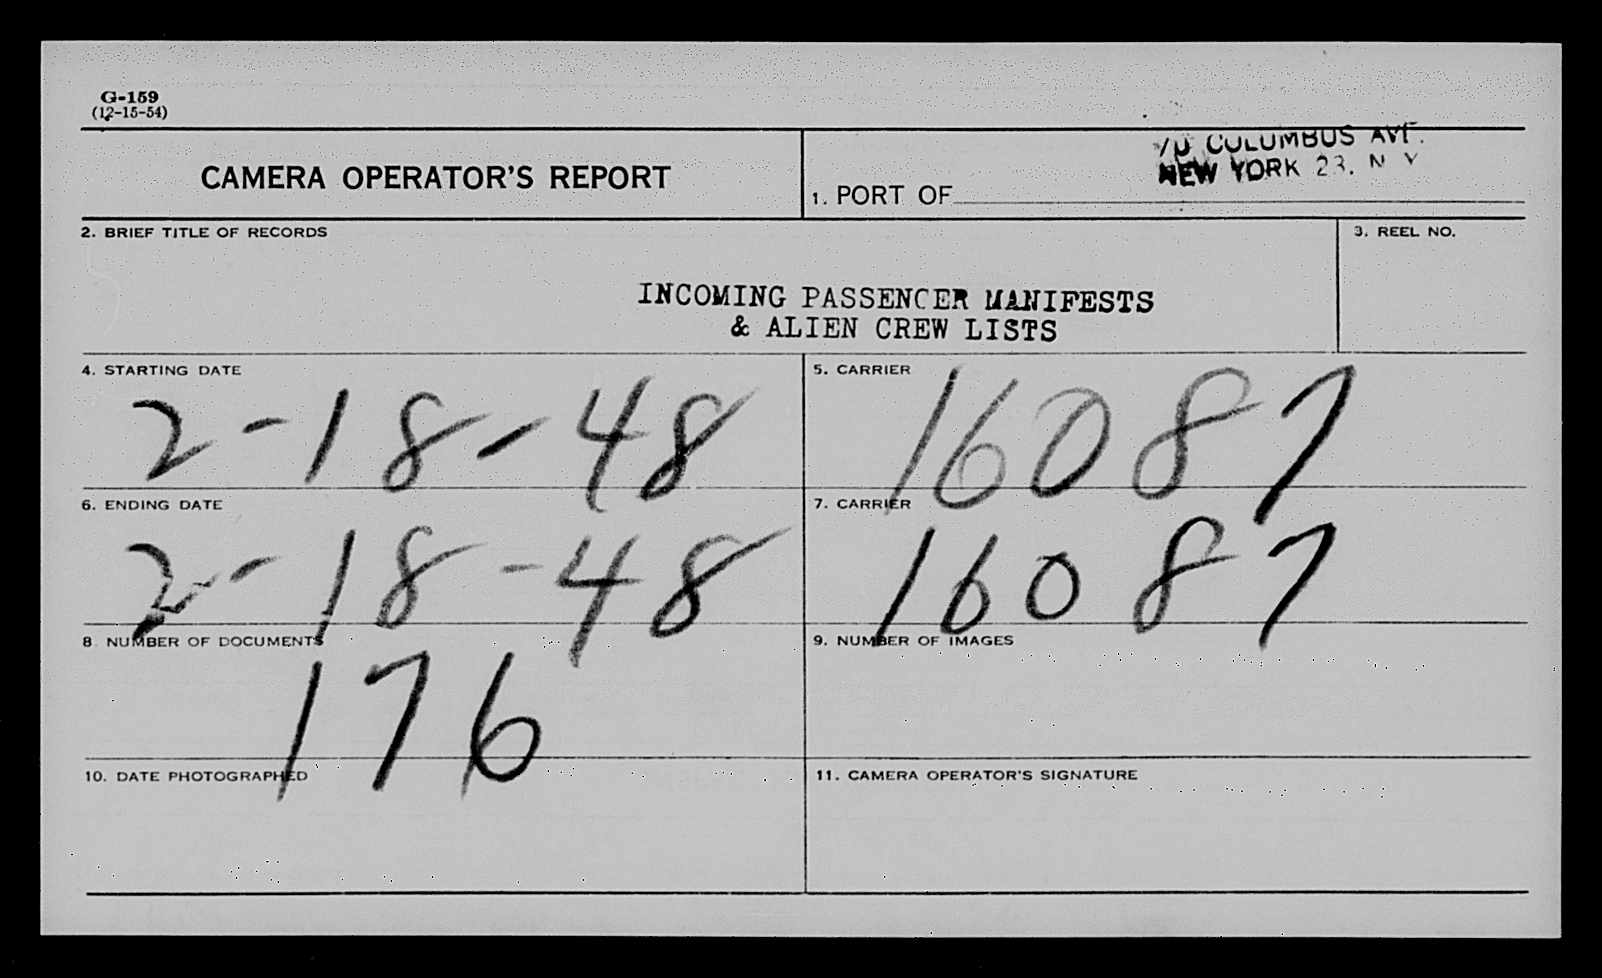 G-159
(12-15-54)
CAMERA OPERATOR'S REPORT
70 COLUMBUS AVE.
NEW YORK 23, N Y
1. PORT OF
2. BRIEF TITLE OF RECORDS
3. REEL NO.
INCOMING PASSENGER MANIFESTS
& ALIEN CREW LISTS
4. STARTING DATE
2-18-48
5. CARRIER
16087
6. ENDING DATE
2-18-48
7. CARRIER
16087
8 NUMBER OF DOCUMENTS
176
9. NUMBER OF IMAGES
10. DATE PHOTOGRAPHED
11. CAMERA OPERATOR'S SIGNATURE